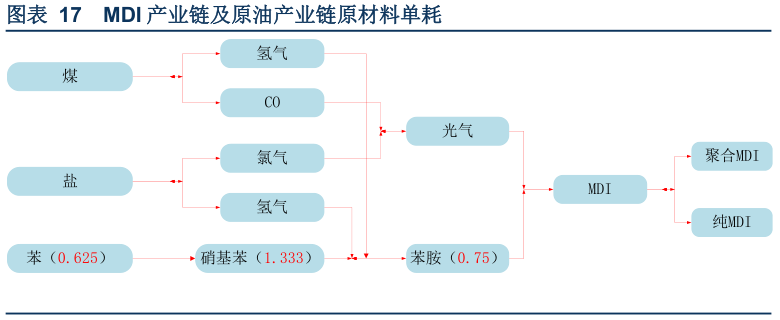 图表 17 MDI 产业链及原油产业链原材料单耗
氢气
煤
CO
光气
聚合MDI
氯气
盐
MDI
氢气
纯MDI
苯（0.625）
硝基苯（1.333）
苯胺（0.75）